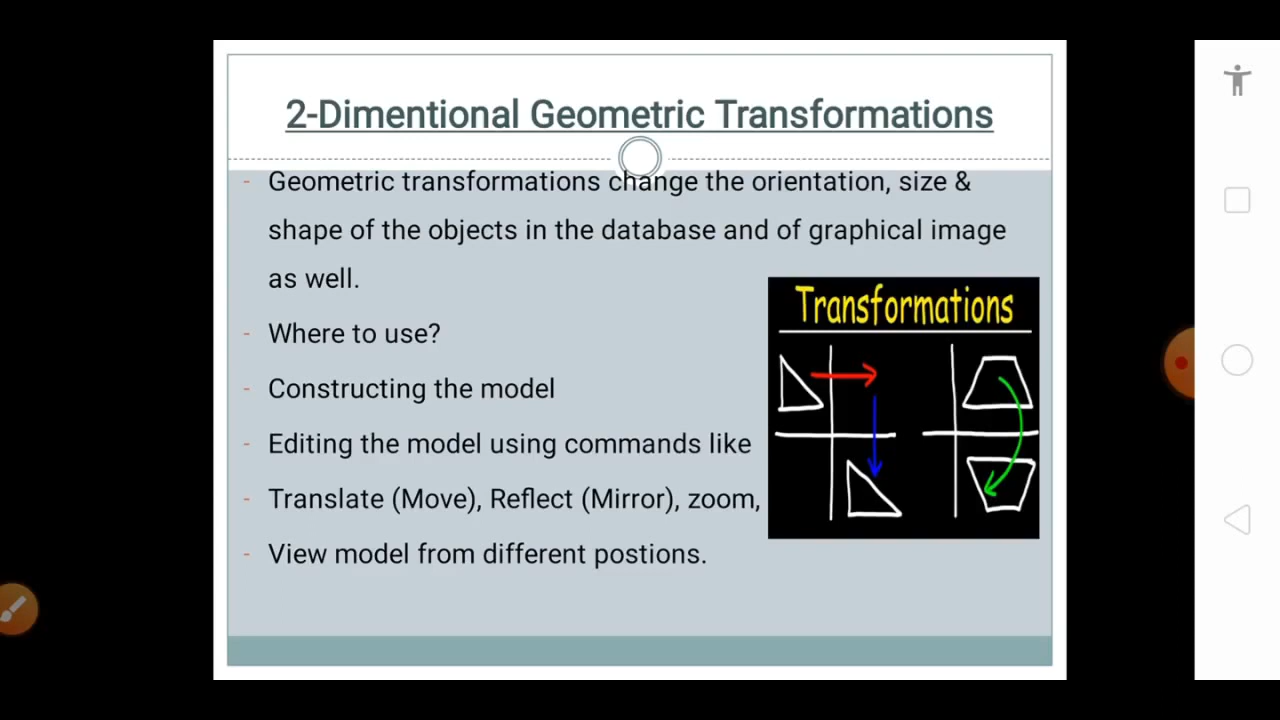 2-Dimentional Geometric Transformations
- Geometric transformations change the orientation, size &
shape of the objects in the database and of graphical image
as well.
- Where to use?
- Constructing the model
- Editing the model using commands like
- Translate (Move), Reflect (Mirror), zoom,
- View model from different postions.
Transformations